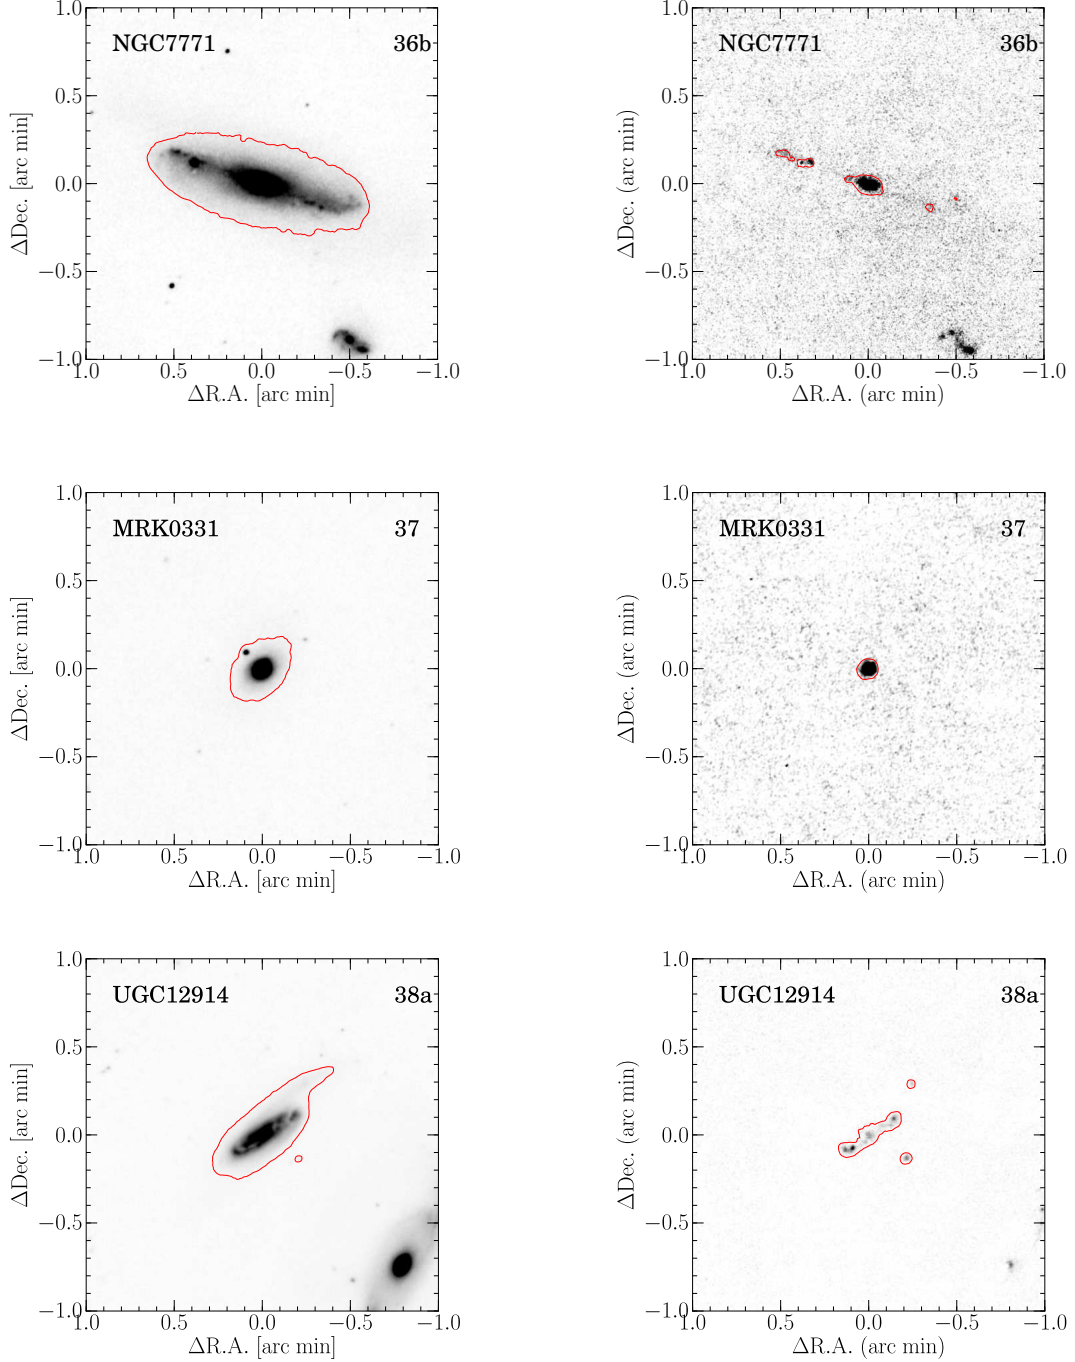 1.0
NGC7771 36b
0.5
0.0
−0.5
−1.0
1.0 0.5 0.0 −0.5 −1.0
ΔR.A. [arc min]
ΔDec. [arc min]
1.0
NGC7771 36b
0.5
0.0
−0.5
−1.0
1.0 0.5 0.0 −0.5 −1.0
ΔR.A. (arc min)
ΔDec. (arc min)
1.0
MRK0331 37
0.5
0.0
−0.5
−1.0
1.0 0.5 0.0 −0.5 −1.0
ΔR.A. [arc min]
ΔDec. [arc min]
1.0
MRK0331 37
0.5
0.0
−0.5
−1.0
1.0 0.5 0.0 −0.5 −1.0
ΔR.A. (arc min)
ΔDec. (arc min)
1.0
UGC12914 38a
0.5
0.0
−0.5
−1.0
1.0 0.5 0.0 −0.5 −1.0
ΔR.A. [arc min]
ΔDec. [arc min]
1.0
UGC12914 38a
0.5
0.0
−0.5
−1.0
1.0 0.5 0.0 −0.5 −1.0
ΔR.A. (arc min)
ΔDec. (arc min)